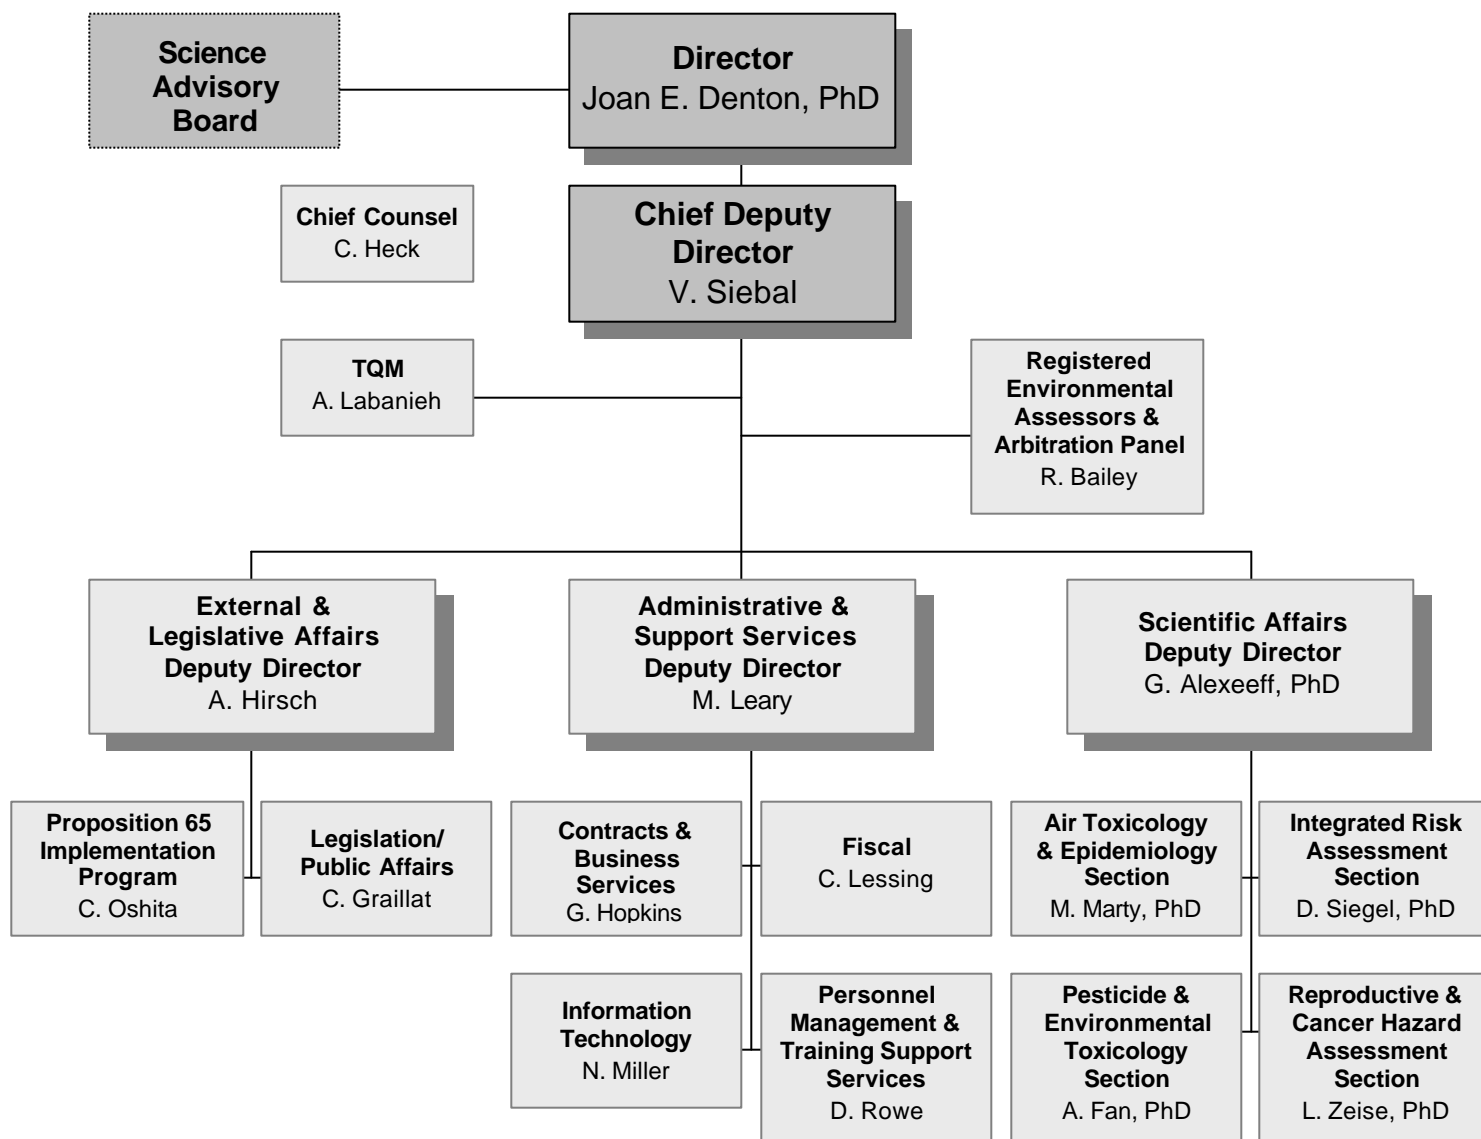 Science
Advisory
Board
Director
Joan E. Denton, PhD
Chief Counsel
C. Heck
Chief Deputy
Director
V. Siebal
TQM
A. Labanieh
Registered
Environmental
Assessors &
Arbitration Panel
R. Bailey
External &
Legislative Affairs
Deputy Director
A. Hirsch
Administrative &
Support Services
Deputy Director
M. Leary
Scientific Affairs
Deputy Director
G. Alexeeff, PhD
Proposition 65
Implementation
Program
C. Oshita
Legislation/
Public Affairs
C. Graillat
Contracts &
Business
Services
G. Hopkins
Fiscal
C. Lessing
Air Toxicology
& Epidemiology
Section
M. Marty, PhD
Integrated Risk
Assessment
Section
D. Siegel, PhD
Information
Technology
N. Miller
Personnel
Management &
Training Support
Services
D. Rowe
Pesticide &
Environmental
Toxicology
Section
A. Fan, PhD
Reproductive &
Cancer Hazard
Assessment
Section
L. Zeise, PhD